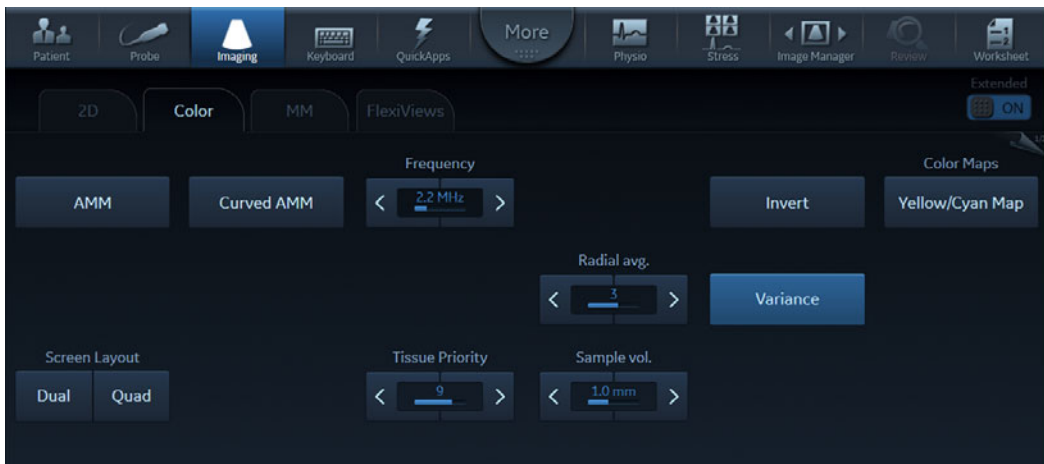 More
Patient
Probe
Imaging
Keyboard
QuickApps
Physio
Stress
Image Manager
Review
Worksheet
Extended
ON
2D
Color
MM
FlexiViews
Frequency
Color Maps
AMM
Curved AMM
2.2 MHz
Invert
Yellow/Cyan Map
Radial avg.
3
Variance
Screen Layout
Tissue Priority
Sample vol.
Dual
Quad
9
1.0 mm